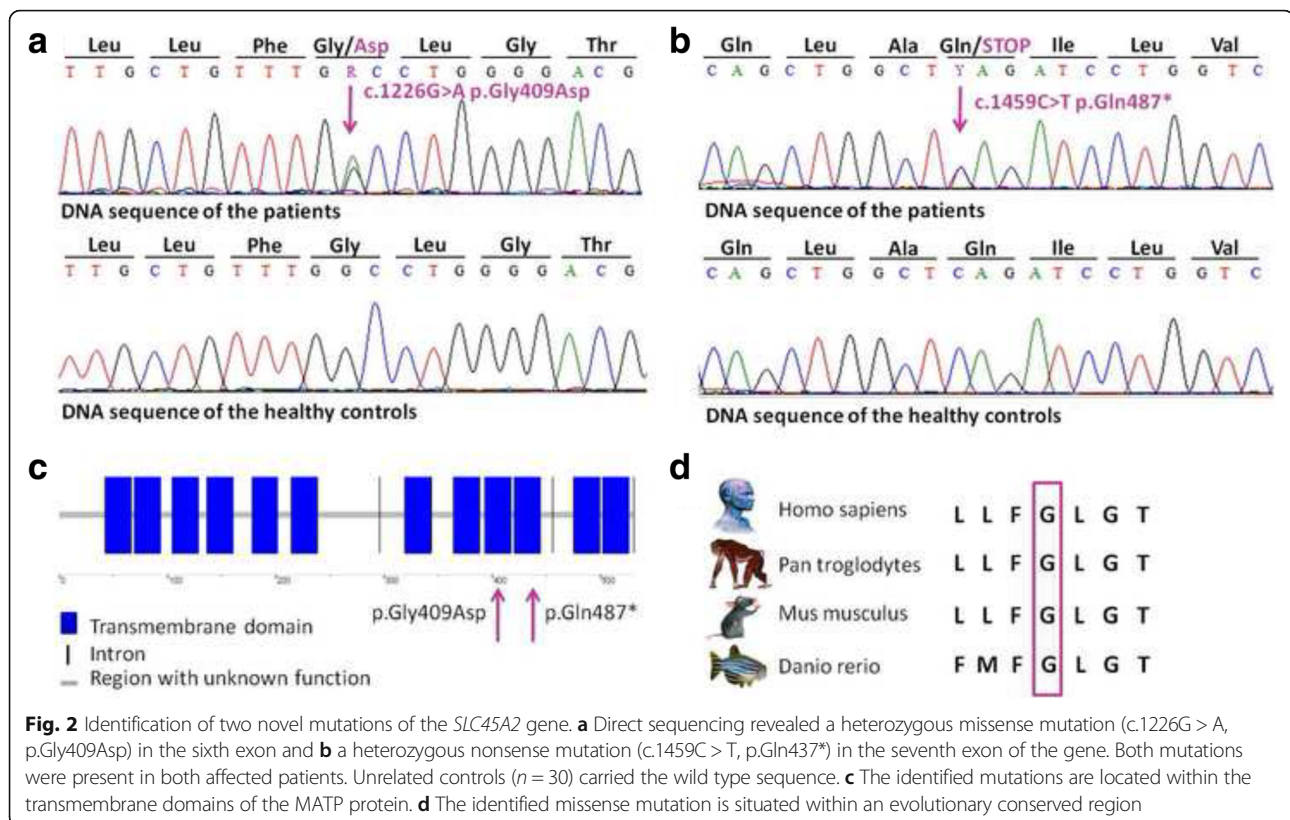 a
Leu Leu Phe Gly/Asp Leu Gly Thr
T T G C T G T T T G R C C T G G G G A C G
c.1226G>A p.Gly409Asp
DNA sequence of the patients
Leu Leu Phe Gly Leu Gly Thr
T T G C T G T T T G G C C T G G G G A C G
DNA sequence of the healthy controls
b
Gln Leu Ala Gln/STOP Ile Leu Val
C A G C T G G C T Y A G A T C C T G G T C
c.1459C>T p.Gln487*
DNA sequence of the patients
Gln Leu Ala Gln Ile Leu Val
C A G C T G G C T C A G A T C C T G G T C
DNA sequence of the healthy controls
c
0 100 200 400 500
p.Gly409Asp p.Gln487*
Transmembrane domain
Intron
Region with unknown function
d
Homo sapiens L L F G L G T
Pan troglodytes L L F G L G T
Mus musculus L L F G L G T
Danio rerio F M F G L G T
Fig. 2 Identification of two novel mutations of the SLC45A2 gene. a Direct sequencing revealed a heterozygous missense mutation (c.1226G > A,
p.Gly409Asp) in the sixth exon and b a heterozygous nonsense mutation (c.1459C > T, p.Gln437*) in the seventh exon of the gene. Both mutations
were present in both affected patients. Unrelated controls (n = 30) carried the wild type sequence. c The identified mutations are located within the
transmembrane domains of the MATP protein. d The identified missense mutation is situated within an evolutionary conserved region